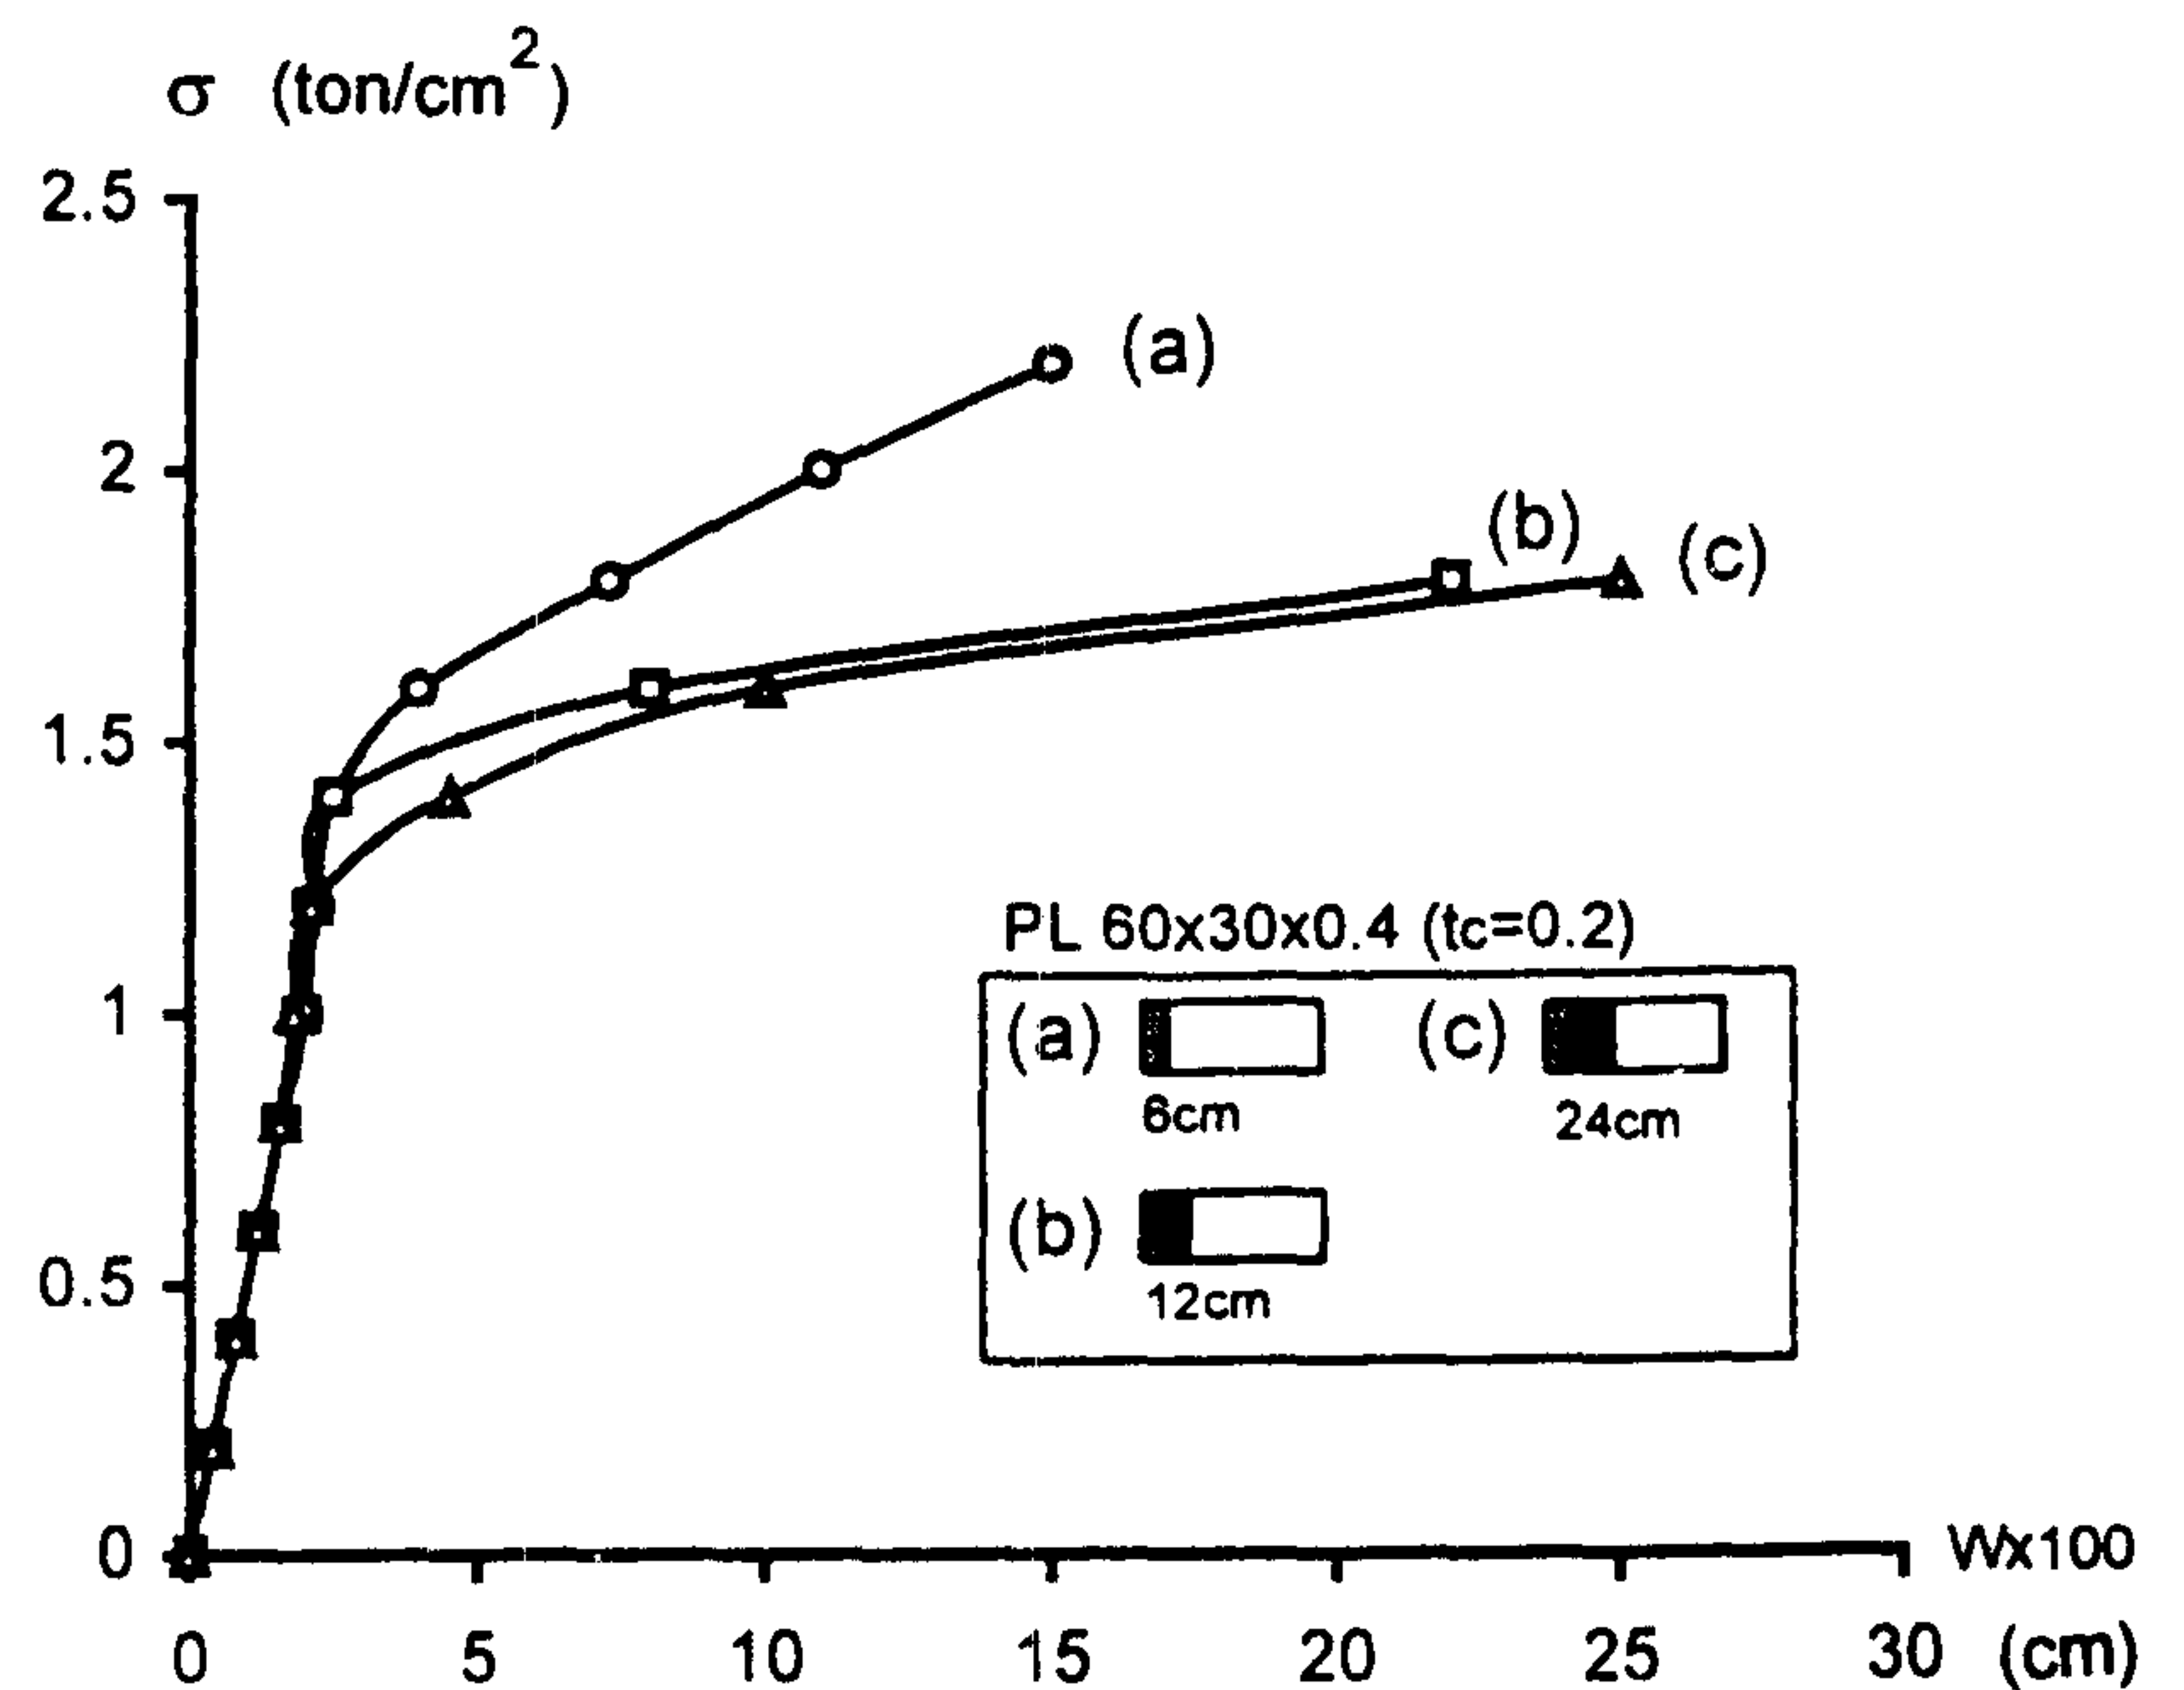 σ (ton/cm²)
2.5
2
1.5
1
0.5
0
(a)
(b)
(c)
PL 60x30x0.4 (tc=0.2)
(a)
(c)
6cm
24cm
(b)
12cm
Wx100
0 5 10 15 20 25 30 (cm)